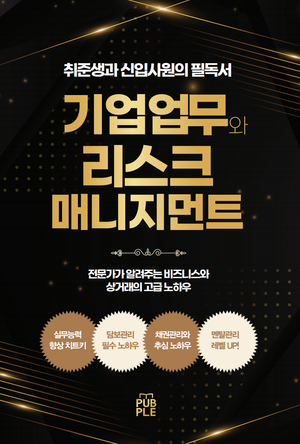 취준생과 신입사원의 필독서
기업업무와
리스크
매니지먼트
전문가가 알려주는 비즈니스와
상거래의 고급 노하우
실무능력
향상 치트키
담보관리
필수 노하우
채권관리와
추심 노하우
멘탈관리
레벨 UP!
PUB
PLE